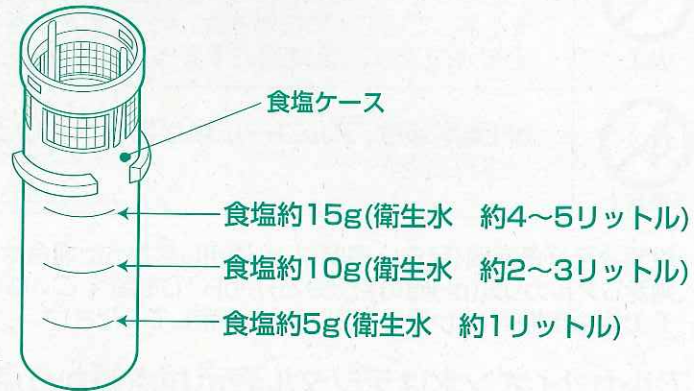 食塩ケース
食塩約15g(衛生水　約4〜5リットル)
食塩約10g(衛生水　約2〜3リットル)
食塩約5g(衛生水　約1リットル)